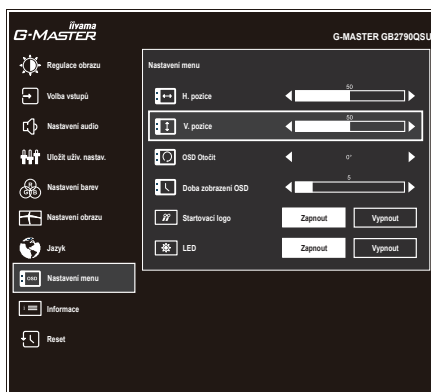 iiyama
G-MASTER
G-MASTER GB2790QSU
Regulace obrazu
Volba vstupů
Nastavení audio
Uložit uživ. nastav.
R
G B
Nastavení barev
Nastavení obrazu
Jazyk
OSD
Nastavení menu
i
Informace
Reset
Nastavení menu
H. pozice
50
V. pozice
50
OSD Otočit
0°
Doba zobrazení OSD
5
Startovací logo
Zapnout
Vypnout
LED
Zapnout
Vypnout